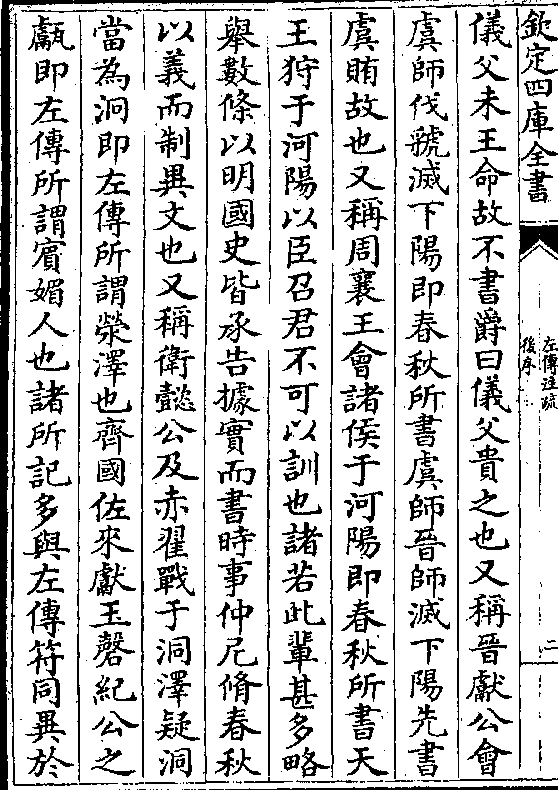 欽定四庫全書
左傳注疏
後序
二
儀父未王命故不書爵曰儀父貴之也又稱晉獻公會
虞師伐虢滅下陽即春秋所書虞師晉師滅下陽先書
虞賄故也又稱周襄王會諸侯于河陽即春秋所書天
王狩于河陽以臣召君不可以訓也諸若此輩甚多略
舉數條以明國史皆承告據實而書時事仲尼脩春秋
以義而制異文也又稱衛懿公及赤翟戰于洞澤疑洞
當為泂即左傳所謂熒澤也齊國佐來獻玉磬紀公之
甗即左傳所謂賓媚人也諸所記多與左傳符同異於